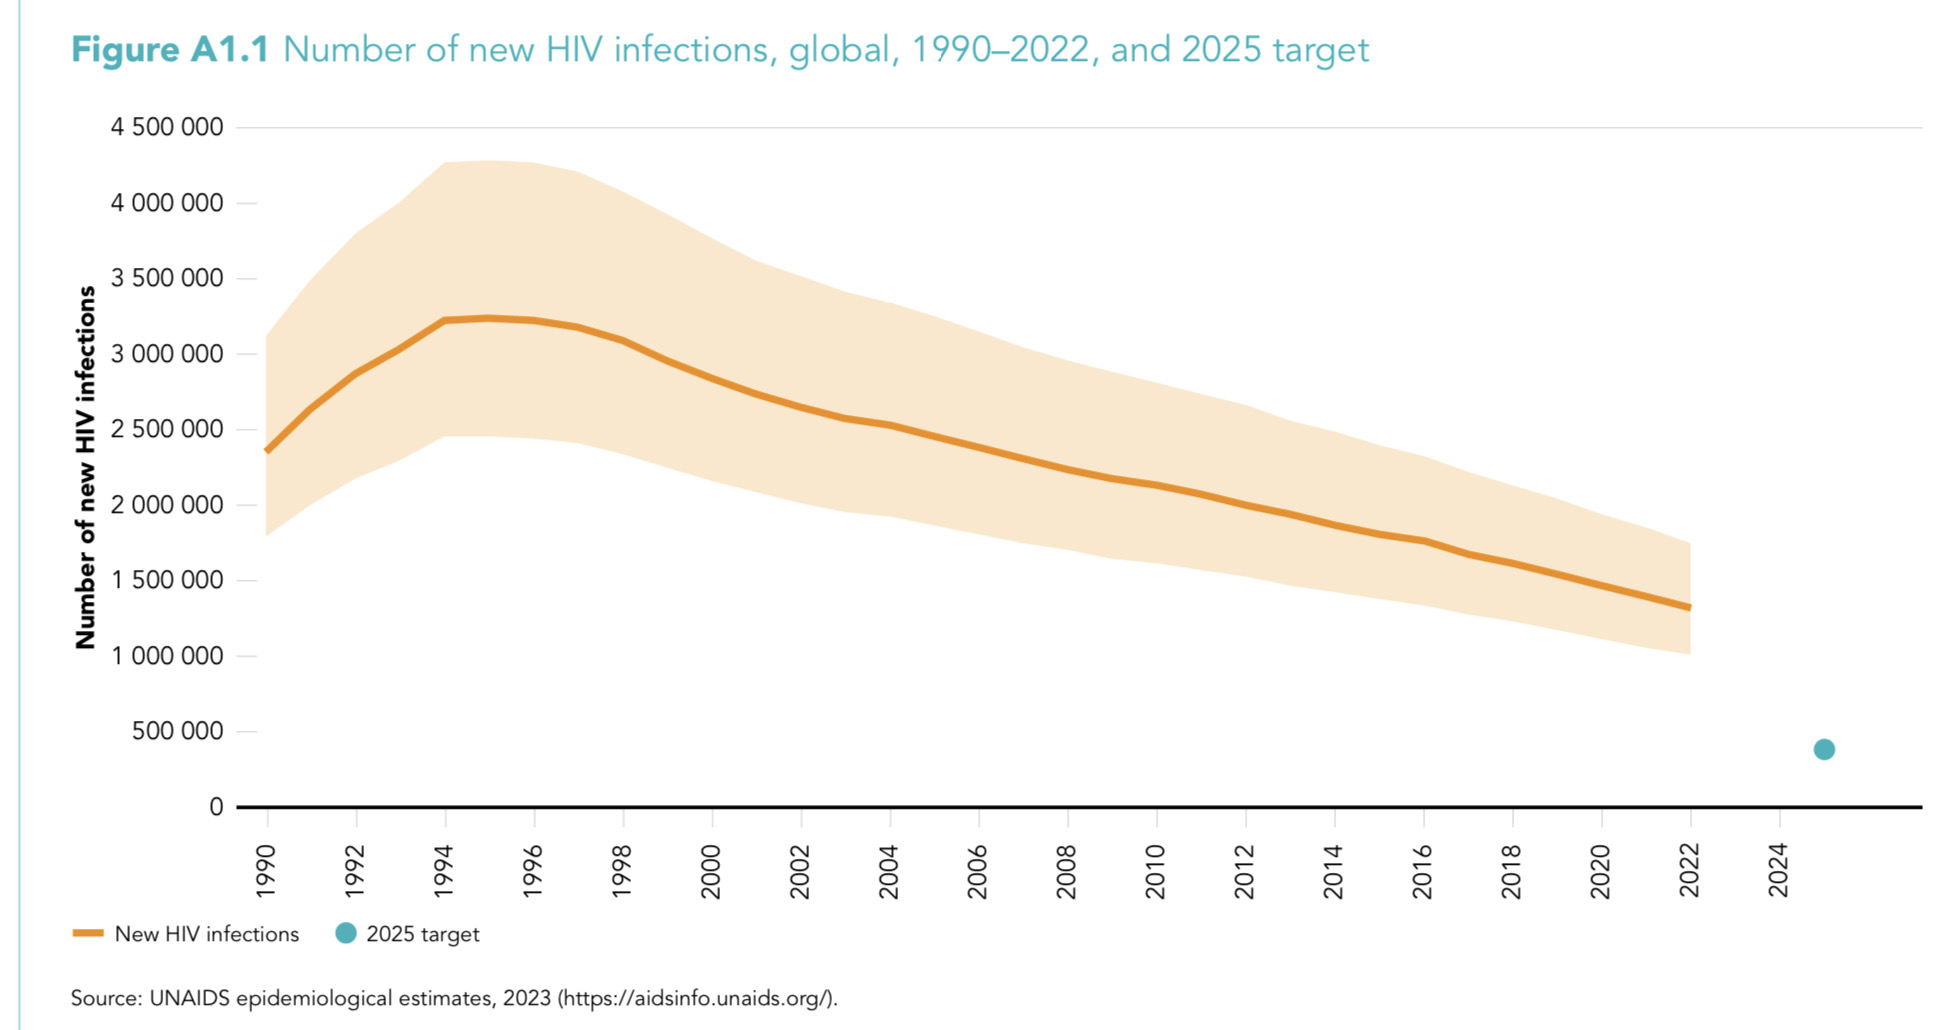 Figure A1.1 Number of new HIV infections, global, 1990–2022, and 2025 target
Number of new HIV infections
4 500 000
4 000 000
3 500 000
3 000 000
2 500 000
2 000 000
1 500 000
1 000 000
500 000
0
1990
1992
1994
1996
1998
2000
2002
2004
2006
2008
2010
2012
2014
2016
2018
2020
2022
2024
New HIV infections
2025 target
Source: UNAIDS epidemiological estimates, 2023 (https://aidsinfo.unaids.org/).